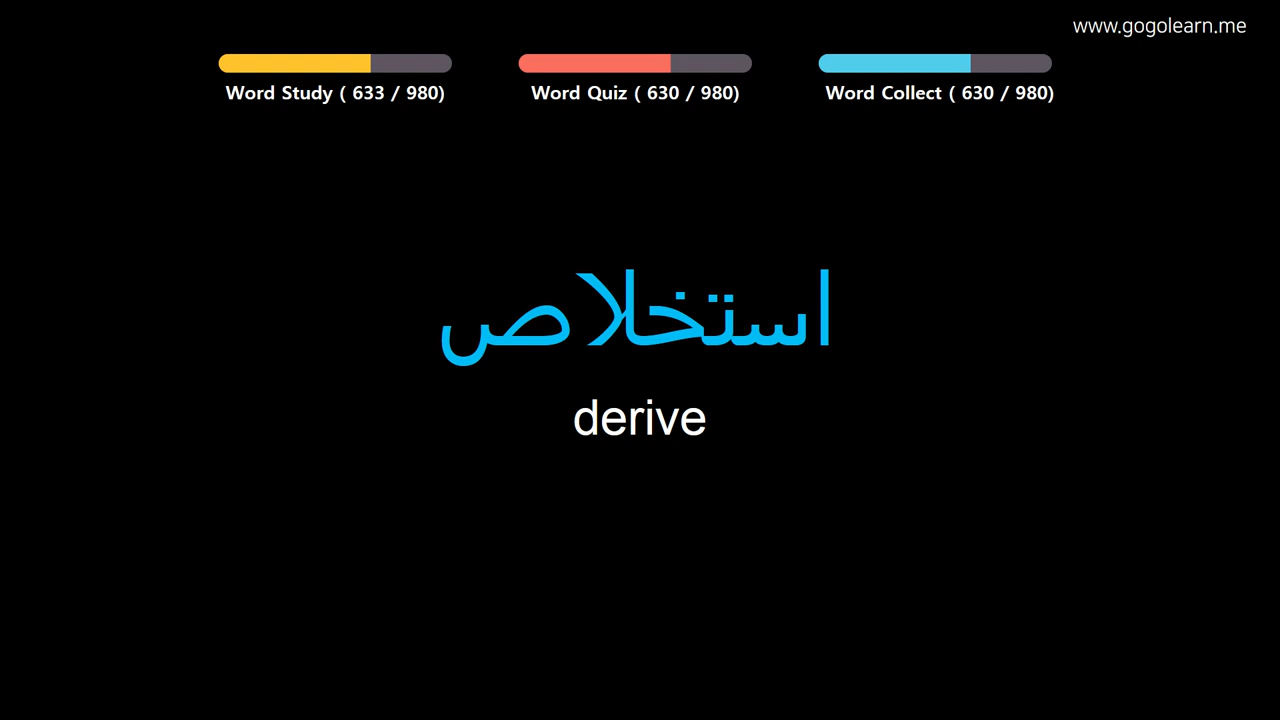 www.gogolearn.me
Word Study ( 633 / 980)
Word Quiz ( 630 / 980)
Word Collect ( 630 / 980)
استخلاص
derive